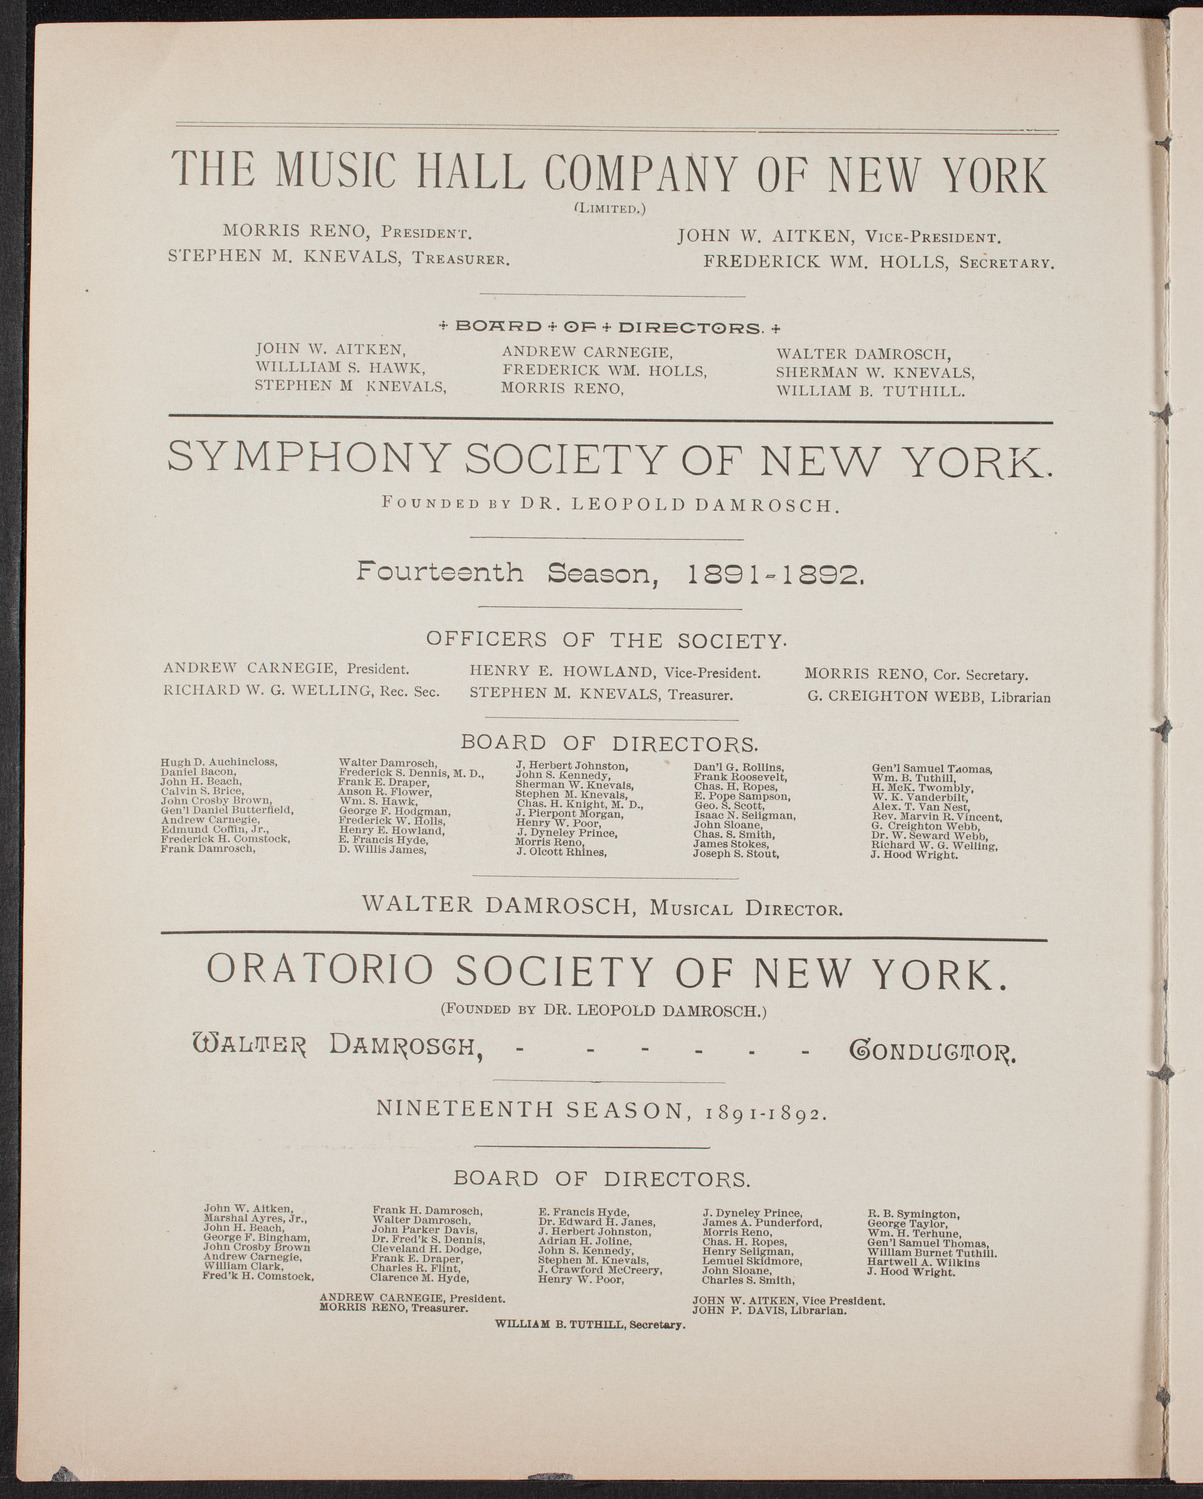 THE MUSIC HALL COMPANY OF NEW YORK
(LIMITED.)
MORRIS RENO, PRESIDENT.
JOHN W. AITKEN, VICE-PRESIDENT.
STEPHEN M. KNEVALS, TREASURER.
FREDERICK WM. HOLLS, SECRETARY.
+ BOARD + OF + DIRECTORS. +
JOHN W. AITKEN,
WILLLIAM S. HAWK,
STEPHEN M KNEVALS,
ANDREW CARNEGIE,
FREDERICK WM. HOLLS,
MORRIS RENO,
WALTER DAMROSCH,
SHERMAN W. KNEVALS,
WILLIAM B. TUTHILL.
SYMPHONY SOCIETY OF NEW YORK.
FOUNDED BY DR. LEOPOLD DAMROSCH.
Fourteenth Season, 1891-1892.
OFFICERS OF THE SOCIETY.
ANDREW CARNEGIE, President.
HENRY E. HOWLAND, Vice-President.
MORRIS RENO, Cor. Secretary.
RICHARD W. G. WELLING, Rec. Sec.
STEPHEN M. KNEVALS, Treasurer.
G. CREIGHTON WEBB, Librarian
BOARD OF DIRECTORS.
Hugh D. Auchincloss,
Daniel Bacon,
John H. Beach,
Calvin S. Brice,
John Crosby Brown,
Gen'l Daniel Butterfield,
Andrew Carnegie,
Edmund Coffin, Jr.,
Frederick H. Comstock,
Frank Damrosch,
Walter Damrosch,
Frederick S. Dennis, M. D.,
Frank E. Draper,
Anson R. Flower,
Wm. S. Hawk,
George F. Hodgman,
Frederick W. Holls,
Henry E. Howland,
E. Francis Hyde,
D. Willis James,
J. Herbert Johnston,
John S. Kennedy,
Sherman W. Knevals,
Stephen M. Knevals,
Chas. H. Knight, M. D.,
J. Pierpont Morgan,
Henry W. Poor,
J. Dyneley Prince,
Morris Reno,
J. Olcott Rhines,
Dan'l G. Rollins,
Frank Roosevelt,
Chas. H. Ropes,
E. Pope Sampson,
Geo. S. Scott,
Isaac N. Seligman,
John Sloane,
Chas. S. Smith,
James Stokes,
Joseph S. Stout,
Gen'l Samuel Thomas,
Wm. B. Tuthill,
H. McK. Twombly,
W. K. Vanderbilt,
Alex. T. Van Nest,
Rev. Marvin R. Vincent,
G. Creighton Webb,
Dr. W. Seward Webb,
Richard W. G. Welling,
J. Hood Wright.
WALTER DAMROSCH, MUSICAL DIRECTOR.
ORATORIO SOCIETY OF NEW YORK.
(FOUNDED BY DR. LEOPOLD DAMROSCH.)
WALTER DAMROSCH, - - - - - - CONDUCTOR.
NINETEENTH SEASON, 1891-1892.
BOARD OF DIRECTORS.
John W. Aitken,
Marshal Ayres, Jr.,
John H. Beach,
George F. Bingham,
John Crosby Brown
Andrew Carnegie,
William Clark,
Fred'k H. Comstock,
Frank H. Damrosch,
Walter Damrosch,
John Parker Davis,
Dr. Fred'k S. Dennis,
Cleveland H. Dodge,
Frank E. Draper,
Charles R. Flint,
Clarence M. Hyde,
E. Francis Hyde,
Dr. Edward H. Janes,
J. Herbert Johnston,
Adrian H. Joline,
John S. Kennedy,
Stephen M. Knevals,
J. Crawford McCreery,
Henry W. Poor,
J. Dyneley Prince,
James A. Punderford,
Morris Reno,
Chas. H. Ropes,
Henry Seligman,
Lemuel Skidmore,
John Sloane,
Charles S. Smith,
R. B. Symington,
George Taylor,
Wm. H. Terhune,
Gen'l Samuel Thomas,
William Burnet Tuthill.
Hartwell A. Wilkins
J. Hood Wright.
ANDREW CARNEGIE, President.
JOHN W. AITKEN, Vice President.
MORRIS RENO, Treasurer.
JOHN P. DAVIS, Librarian.
WILLIAM B. TUTHILL, Secretary.